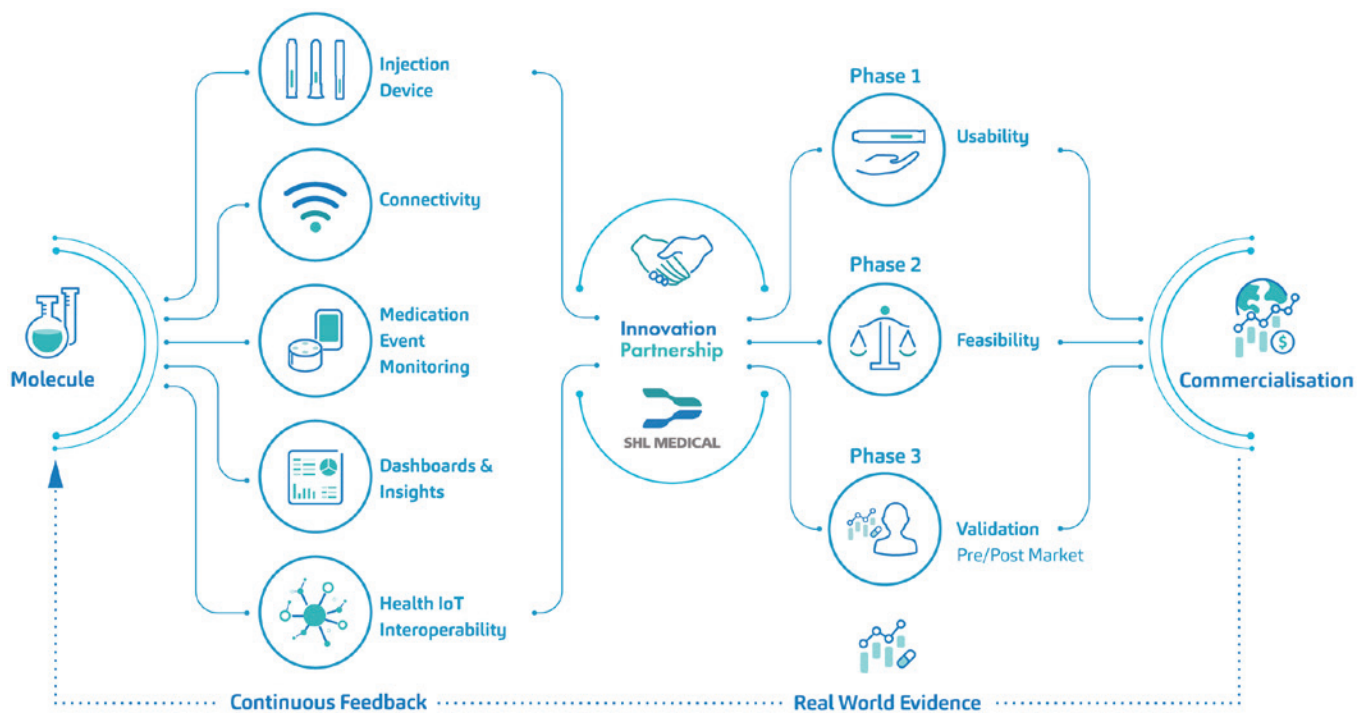 Injection
Device
Connectivity
Molecule
Medication
Event
Monitoring
Dashboards &
Insights
Health IoT
Interoperability
Innovation
Partnership
SHL MEDICAL
Phase 1
Usability
Phase 2
Feasibility
Phase 3
Validation
Pre/Post Market
$
Commercialisation
Continuous Feedback
Real World Evidence